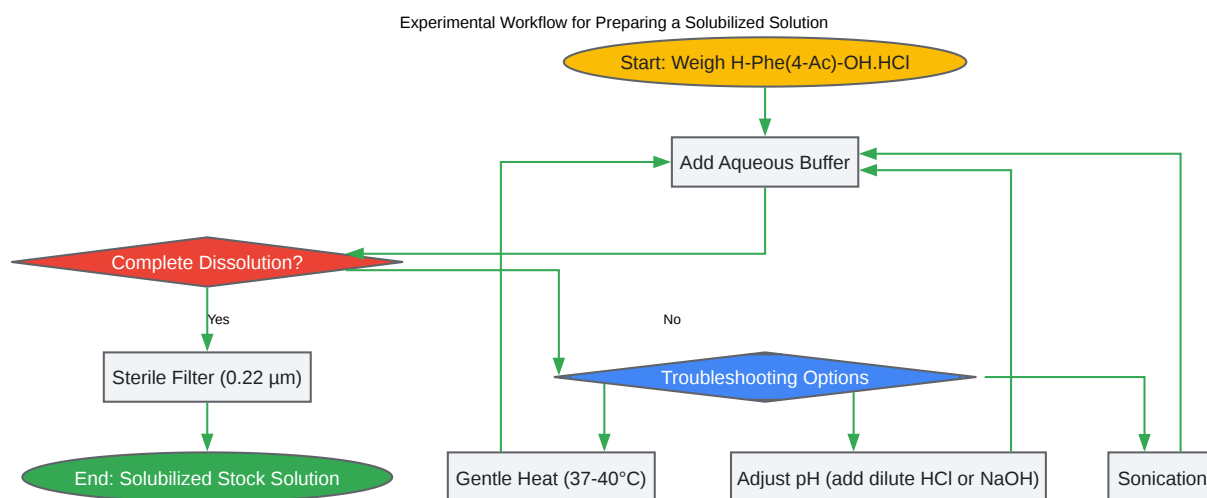 Experimental Workflow for Preparing a Solubilized Solution
Start: Weigh H-Phe(4-Ac)-OH.HCl
Add Aqueous Buffer
Complete Dissolution?
Yes
No
Sterile Filter (0.22 µm)
Troubleshooting Options
End: Solubilized Stock Solution
Gentle Heat (37-40°C)
Adjust pH (add dilute HCl or NaOH)
Sonication